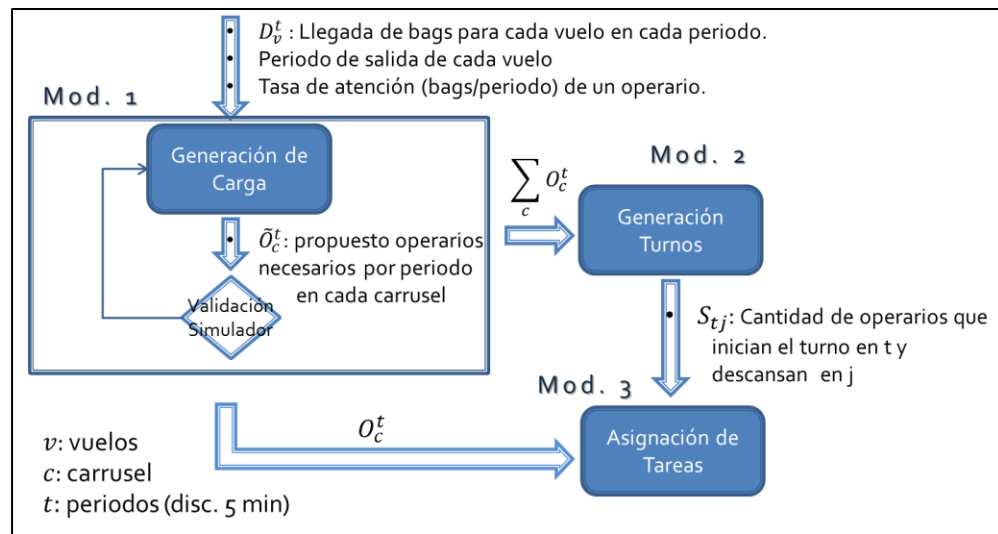 • D_v^t : Llegada de bags para cada vuelo en cada periodo.
• Periodo de salida de cada vuelo
• Tasa de atención (bags/periodo) de un operario.
Mod. 1
Generación de
Carga
• Õ_c^t: propuesto operarios
necesarios por periodo
en cada carrusel
Validación
Simulador
∑_c O_c^t
Mod. 2
Generación
Turnos
• S_tj: Cantidad de operarios que
inician el turno en t y
descansan en j
Mod. 3
Asignación de
Tareas
O_c^t
v: vuelos
c: carrusel
t: periodos (disc. 5 min)